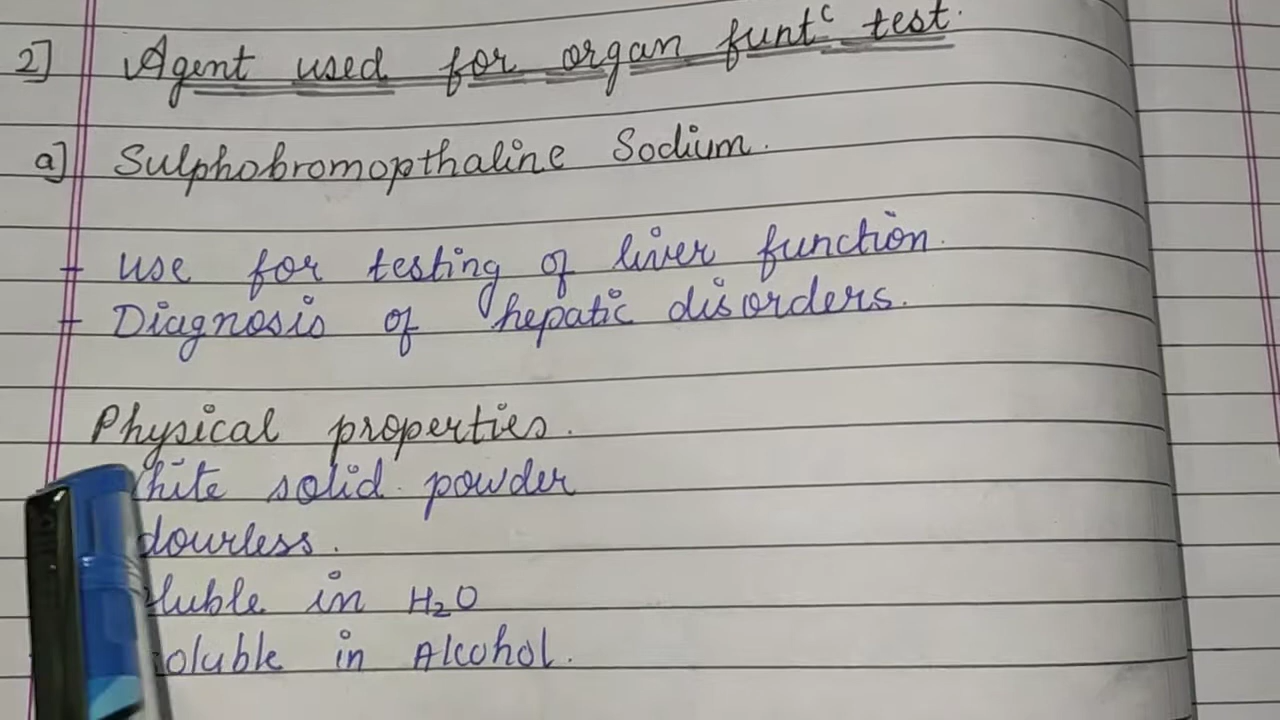 2] Agent used for organ funtᶜ test.
a] Sulphobromopthaline Sodium.
+ use for testing of liver function.
+ Diagnosis of hepatic disorders.
Physical properties.
hite solid powder
dourless.
luble in H₂O
oluble in Alcohol.